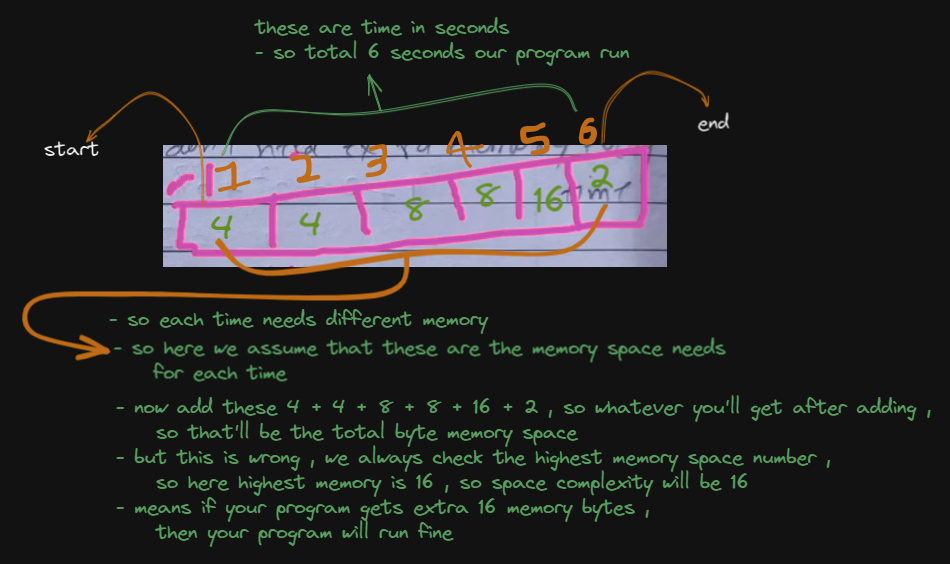 these are time in seconds
- so total 6 seconds our program run
start
end
1 2 3 4 5 6
4 4 8 8 16 2
- so each time needs different memory
- so here we assume that these are the memory space needs
for each time
- now add these 4 + 4 + 8 + 8 + 16 + 2 , so whatever you'll get after adding ,
so that'll be the total byte memory space
- but this is wrong , we always check the highest memory space number ,
so here highest memory is 16 , so space complexity will be 16
- means if your program gets extra 16 memory bytes ,
then your program will run fine